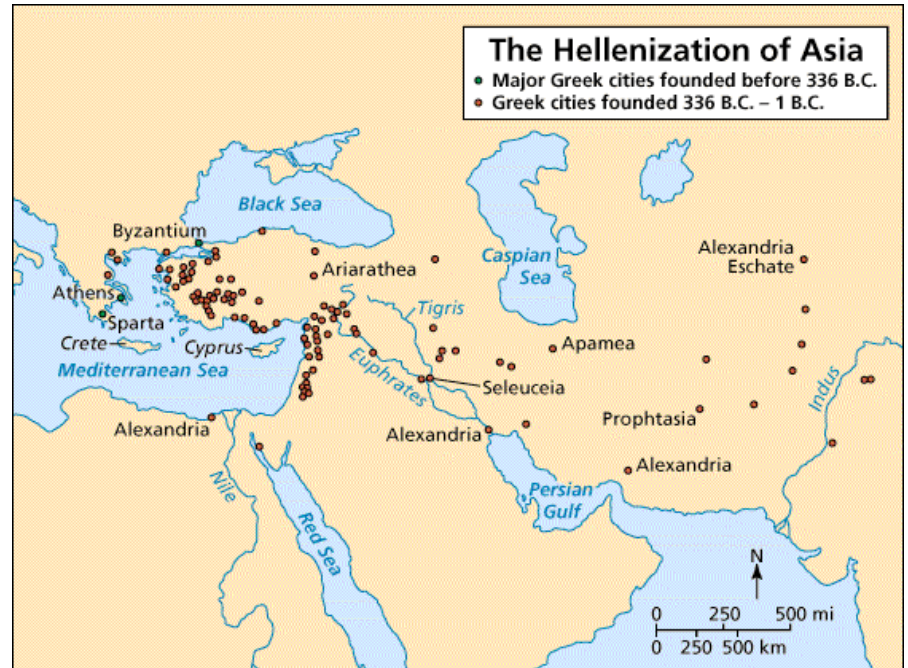 The Hellenization of Asia
• Major Greek cities founded before 336 B.C.
• Greek cities founded 336 B.C. – 1 B.C.
Black Sea
Byzantium
Caspian
Sea
Alexandria
Eschate
Ariarathea
Athens
Tigris
Sparta
Crete
Cyprus
Apamea
Mediterranean Sea
Euphrates
Seleuceia
Indus
Prophtasia
Alexandria
Alexandria
Alexandria
Nile
Persian
Gulf
Red Sea
N
0 250 500 mi
0 250 500 km